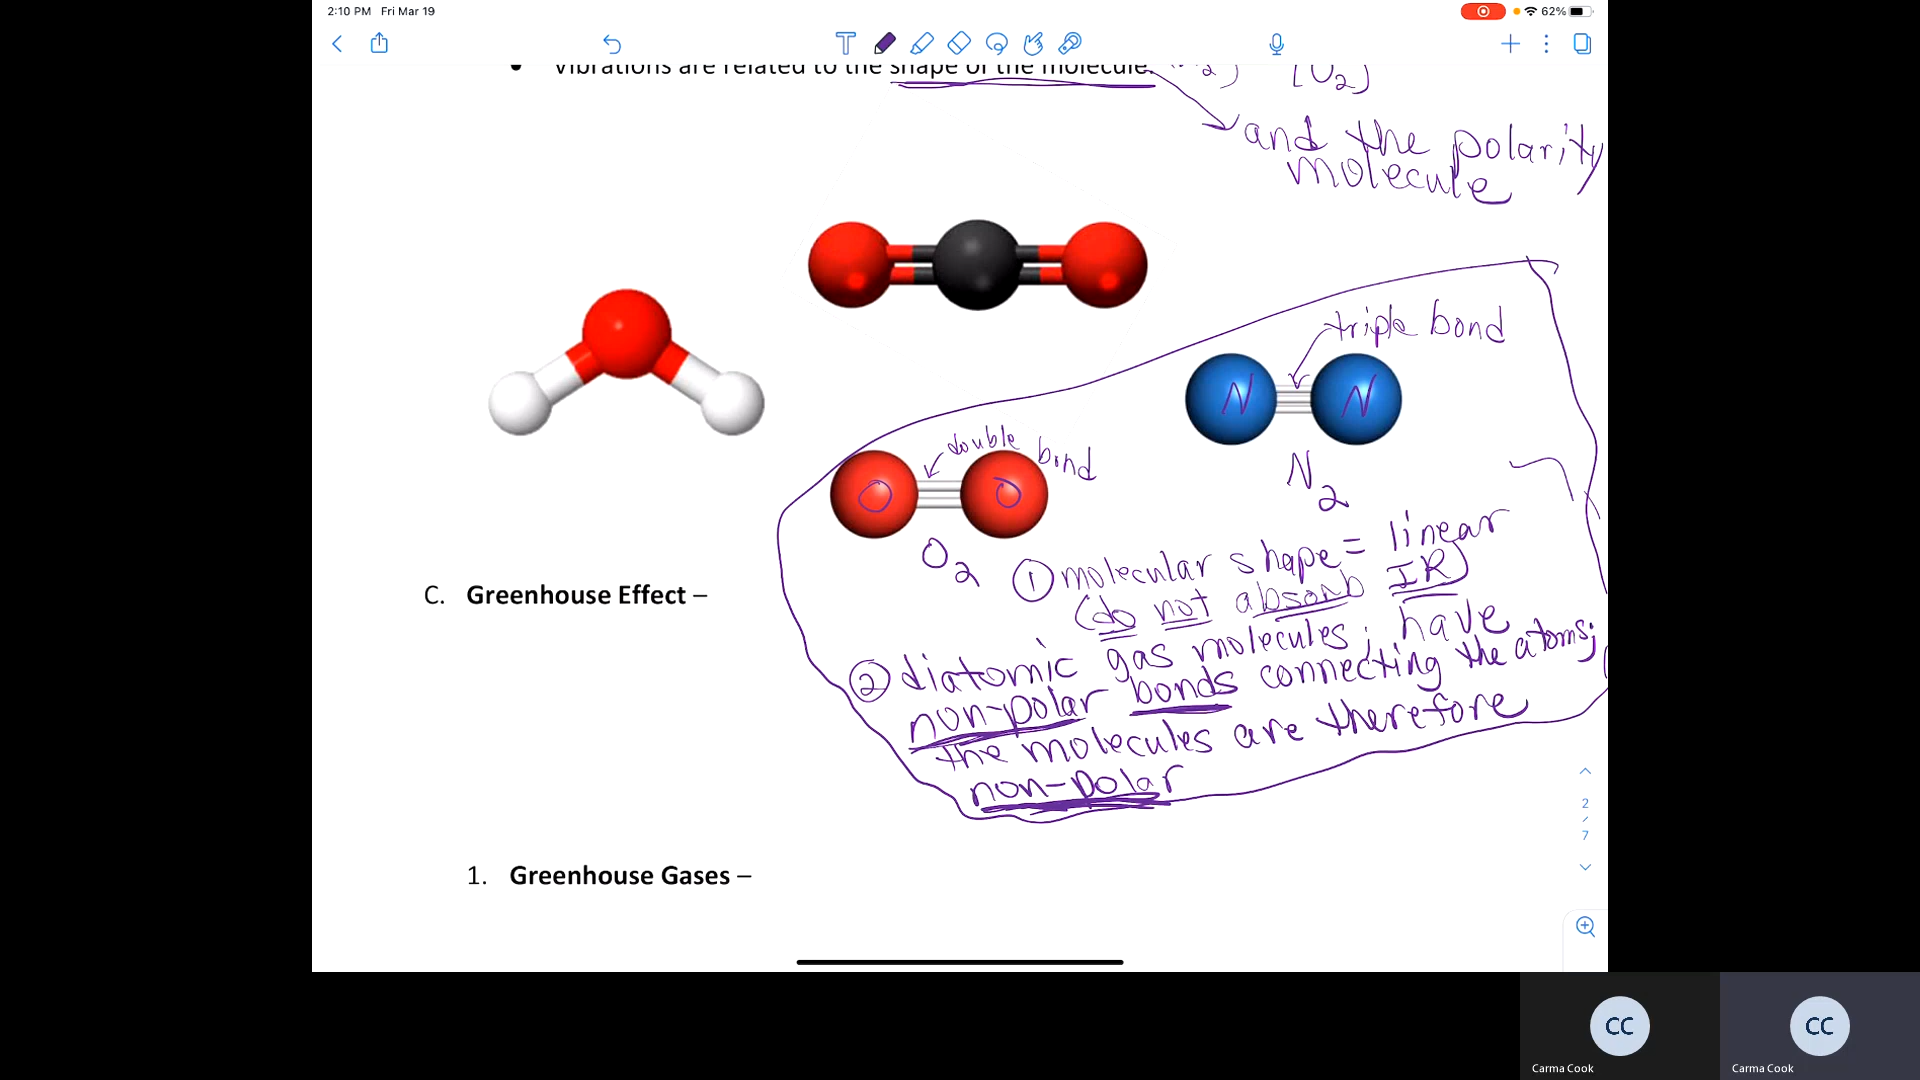 2:10 PM Fri Mar 19
62%
Vibrations are related to the shape of the molecule.
[O2]
and the polarity
molecule
triple bond
N N
double bond
O O
N2
O2
① molecular shape = linear
(do not absorb IR)
② diatomic gas molecules; have
non-polar bonds connecting the atoms;
the molecules are therefore
non-polar
C. Greenhouse Effect –
1. Greenhouse Gases –
2
/
7
CC
CC
Carma Cook
Carma Cook